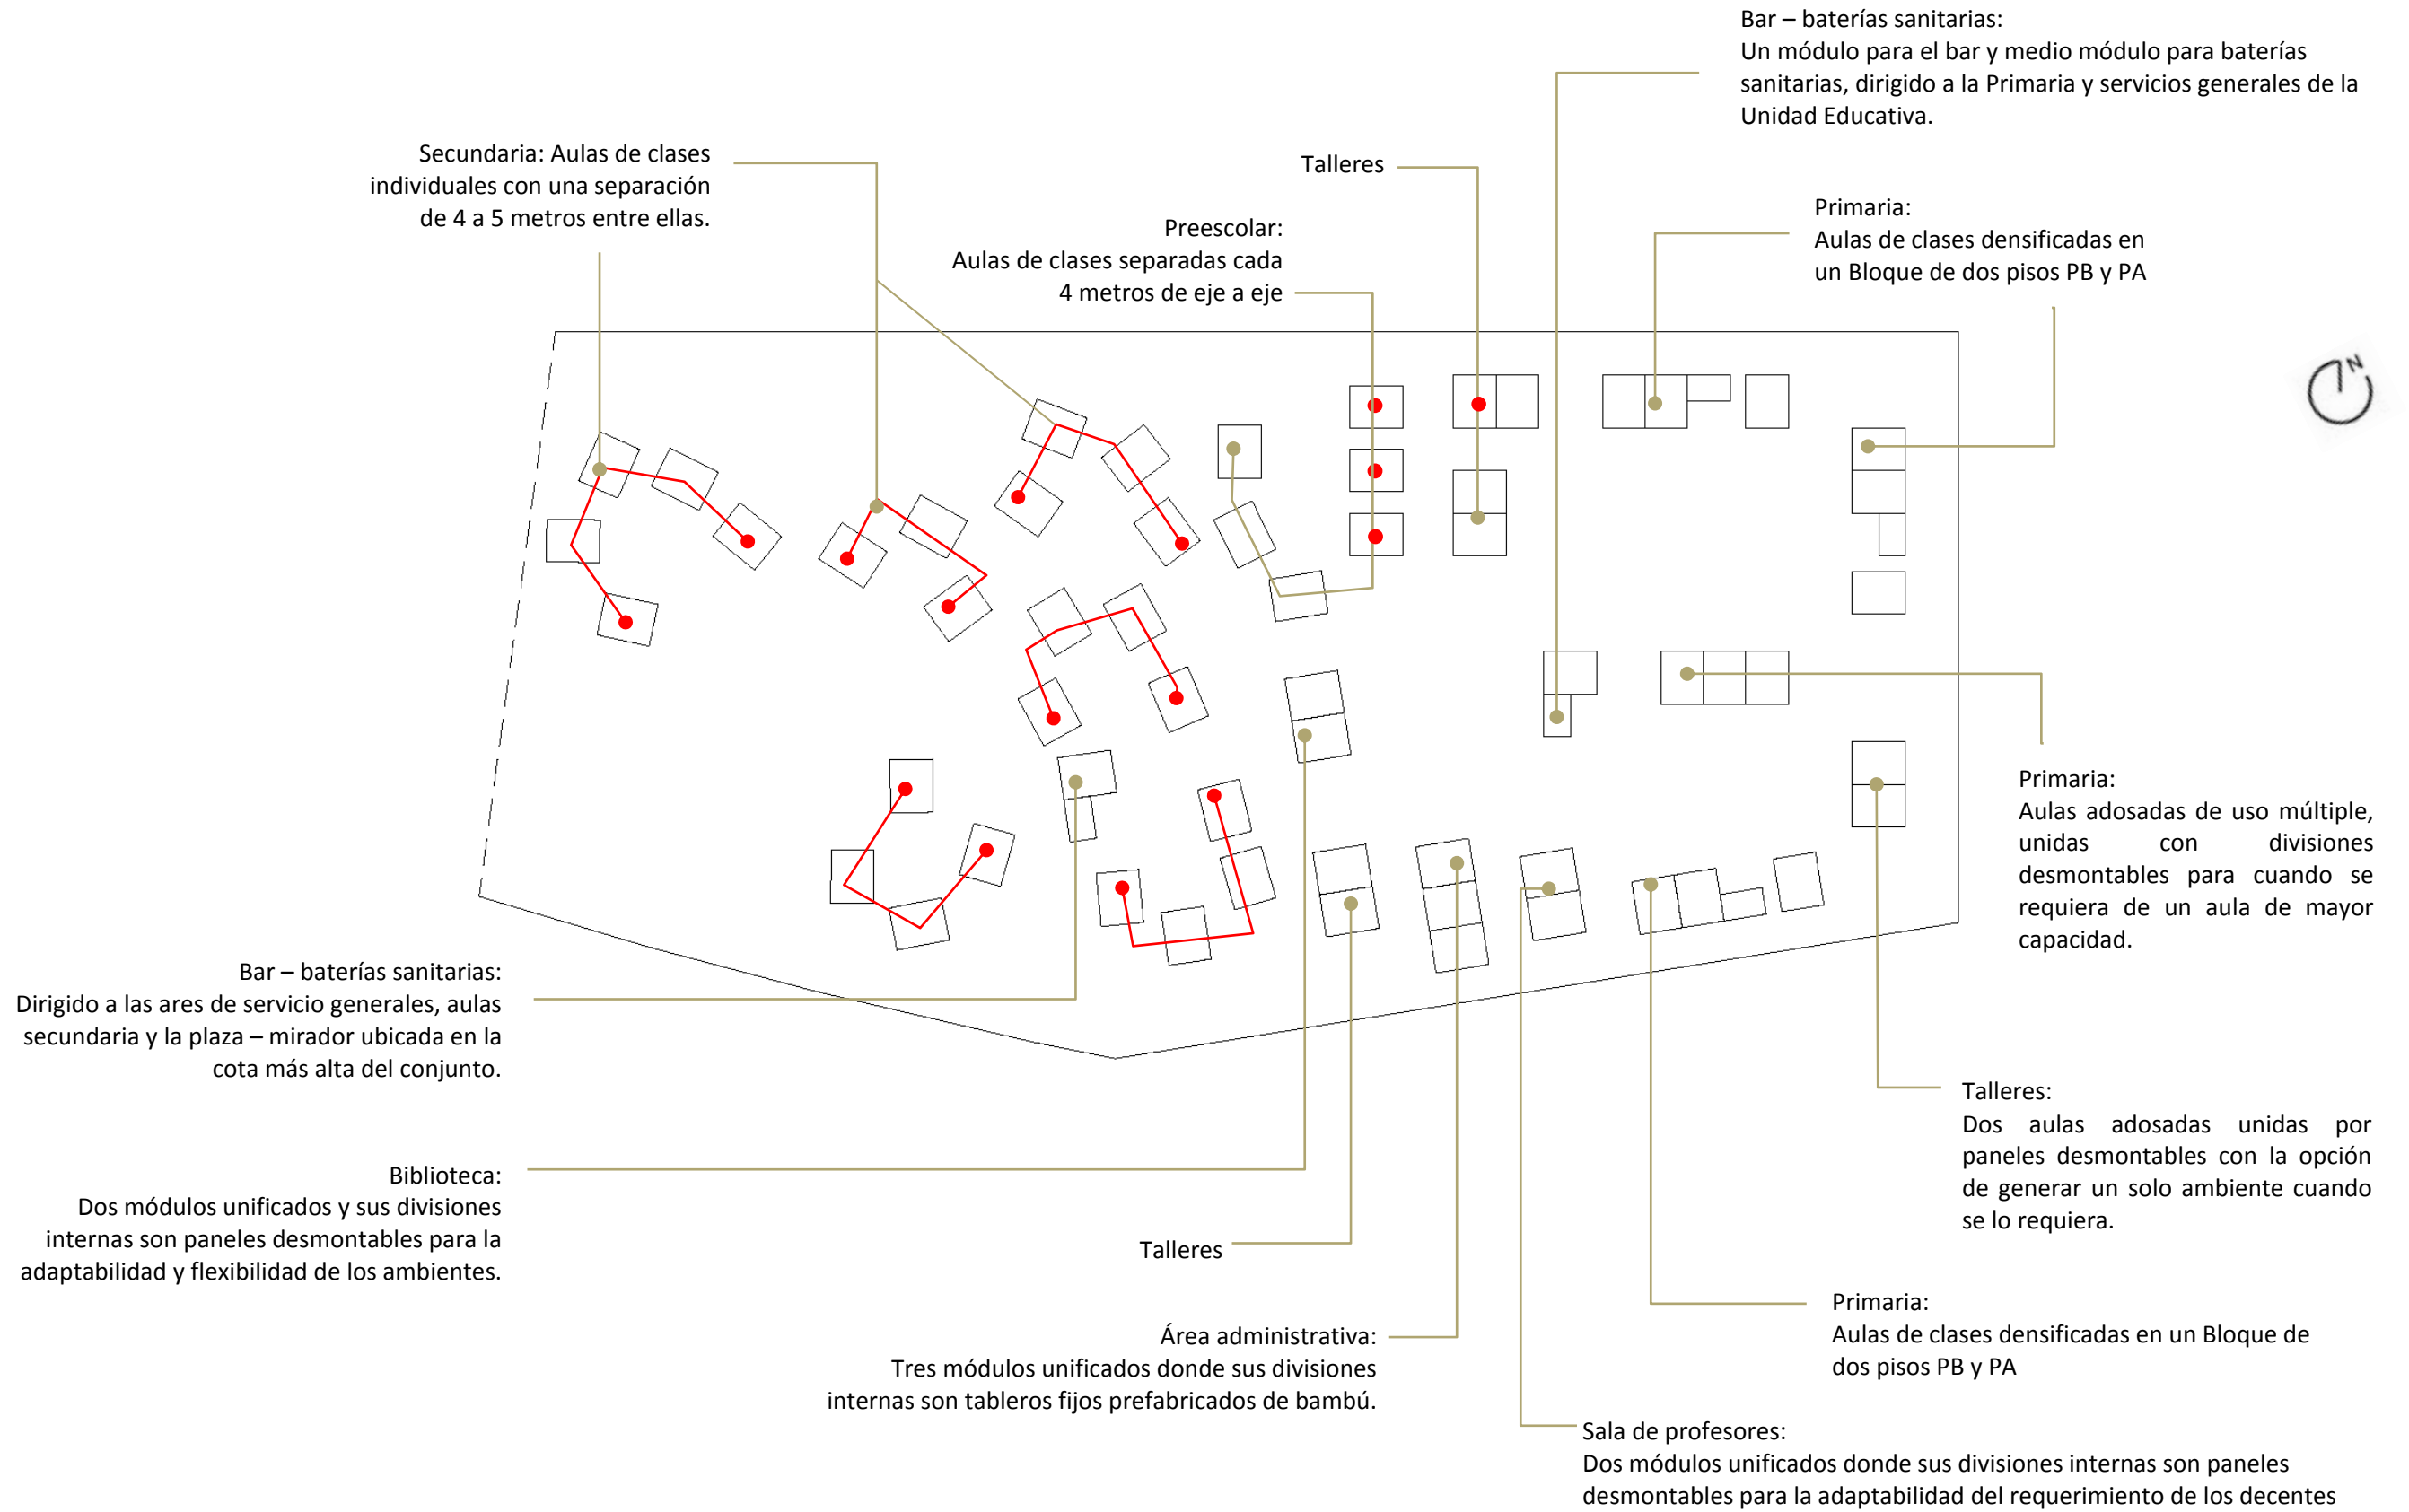 Bar – baterías sanitarias:
Un módulo para el bar y medio módulo para baterías
sanitarias, dirigido a la Primaria y servicios generales de la
Unidad Educativa.
Secundaria: Aulas de clases
individuales con una separación
de 4 a 5 metros entre ellas.
Talleres
Preescolar:
Aulas de clases separadas cada
4 metros de eje a eje
Primaria:
Aulas de clases densificadas en
un Bloque de dos pisos PB y PA
N
Primaria:
Aulas adosadas de uso múltiple,
unidas con divisiones
desmontables para cuando se
requiera de un aula de mayor
capacidad.
Bar – baterías sanitarias:
Dirigido a las ares de servicio generales, aulas
secundaria y la plaza – mirador ubicada en la
cota más alta del conjunto.
Talleres:
Dos aulas adosadas unidas por
paneles desmontables con la opción
de generar un solo ambiente cuando
se lo requiera.
Biblioteca:
Dos módulos unificados y sus divisiones
internas son paneles desmontables para la
adaptabilidad y flexibilidad de los ambientes.
Talleres
Primaria:
Aulas de clases densificadas en un Bloque de
dos pisos PB y PA
Área administrativa:
Tres módulos unificados donde sus divisiones
internas son tableros fijos prefabricados de bambú.
Sala de profesores:
Dos módulos unificados donde sus divisiones internas son paneles
desmontables para la adaptabilidad del requerimiento de los decentes